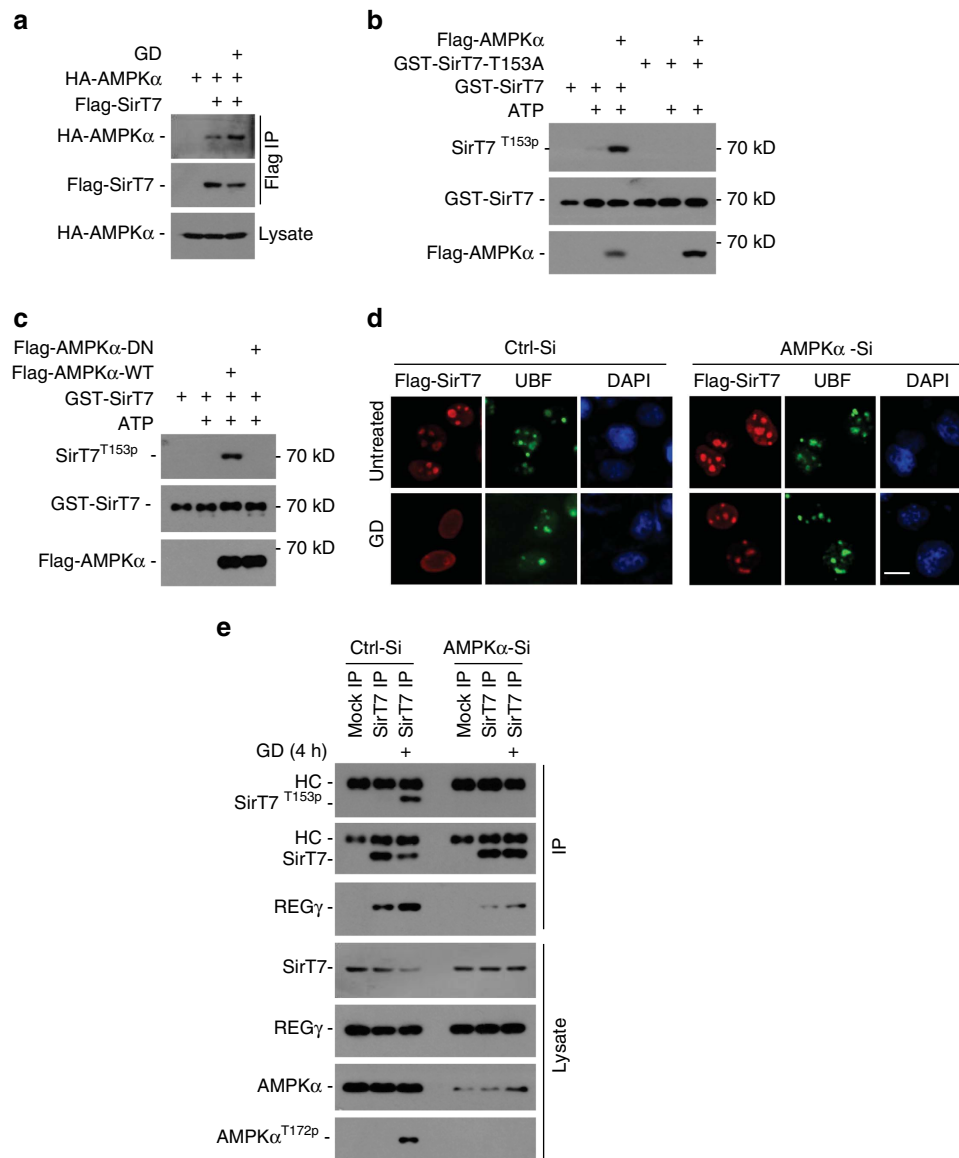 a
GD +
HA-AMPKα + + +
Flag-SirT7 + +
HA-AMPKα -
Flag-SirT7 -
Flag IP
HA-AMPKα -
Lysate
b
Flag-AMPKα + +
GST-SirT7-T153A + + +
GST-SirT7 + + +
ATP + + + +
SirT7 T153p - - 70 kD
GST-SirT7 - - 70 kD
- 70 kD
Flag-AMPKα -
c
Flag-AMPKα-DN +
Flag-AMPKα-WT +
GST-SirT7 + + + +
ATP + + +
SirT7T153p - - 70 kD
GST-SirT7 - - 70 kD
- 70 kD
Flag-AMPKα -
d
Ctrl-Si AMPKα -Si
Flag-SirT7 UBF DAPI Flag-SirT7 UBF DAPI
Untreated
GD
e
Ctrl-Si AMPKα-Si
Mock IP SirT7 IP SirT7 IP Mock IP SirT7 IP SirT7 IP
GD (4 h) + +
HC -
SirT7 T153p -
HC -
SirT7-
REGγ -
IP
SirT7-
REGγ -
AMPKα -
AMPKαT172p -
Lysate